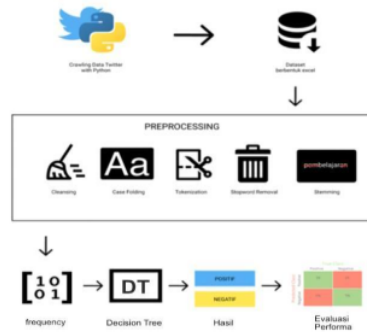 Crawling Data Twitter
with Python
Dataset
berbentuk excel
PREPROCESSING
Aa
pembelajaran
Cleansing
Case Folding
Tokenization
Stopword Removal
Stemming
1 0
0 1
DT
POSITIF
NEGATIF
frequency
Decision Tree
Hasil
Evaluasi
Performa